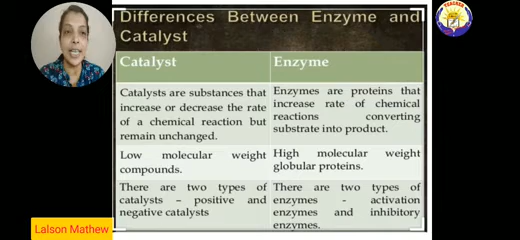 Differences Between Enzyme and
Catalyst
Catalyst
Enzyme
Catalysts are substances that
increase or decrease the rate
of a chemical reaction but
remain unchanged.
Enzymes are proteins that
increase rate of chemical
reactions converting
substrate into product.
Low molecular weight
compounds.
High molecular weight
globular proteins.
There are two types of
catalysts – positive and
negative catalysts
There are two types of
enzymes - activation
enzymes and inhibitory
enzymes.
Lalson Mathew